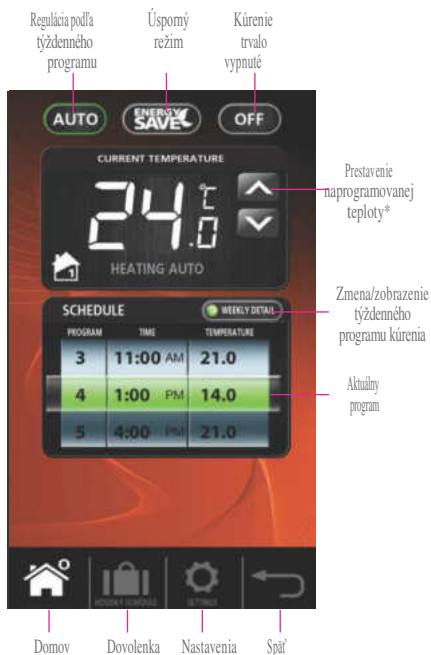 Regulácia podľa
týždenného
programu
Úsporný
režim
Kúrenie
trvalo
vypnuté
AUTO
ENERGY
SAVE
OFF
CURRENT TEMPERATURE
24.0 °C
1
HEATING AUTO
Prestavenie
naprogramovanej
teploty*
SCHEDULE
WEEKLY DETAIL
PROGRAM TIME TEMPERATURE
3 11:00 AM 21.0
4 1:00 PM 14.0
5 4:00 PM 21.0
Zmena/zobrazenie
týždenného
programu kúrenia
Aktuálny
program
HOLIDAY SCHEDULE
SETTINGS
Domov
Dovolenka
Nastavenia
Späť